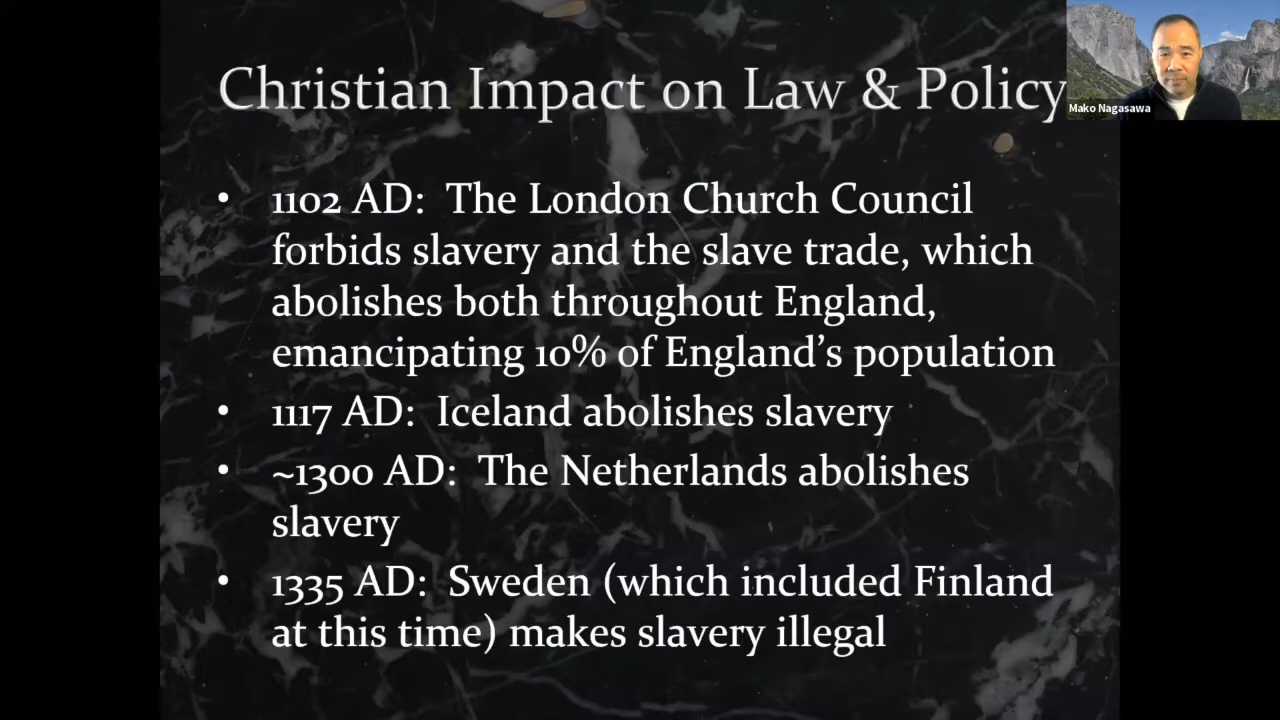 Christian Impact on Law & Policy
Mako Nagasawa
• 1102 AD: The London Church Council
forbids slavery and the slave trade, which
abolishes both throughout England,
emancipating 10% of England’s population
• 1117 AD: Iceland abolishes slavery
• ~1300 AD: The Netherlands abolishes
slavery
• 1335 AD: Sweden (which included Finland
at this time) makes slavery illegal